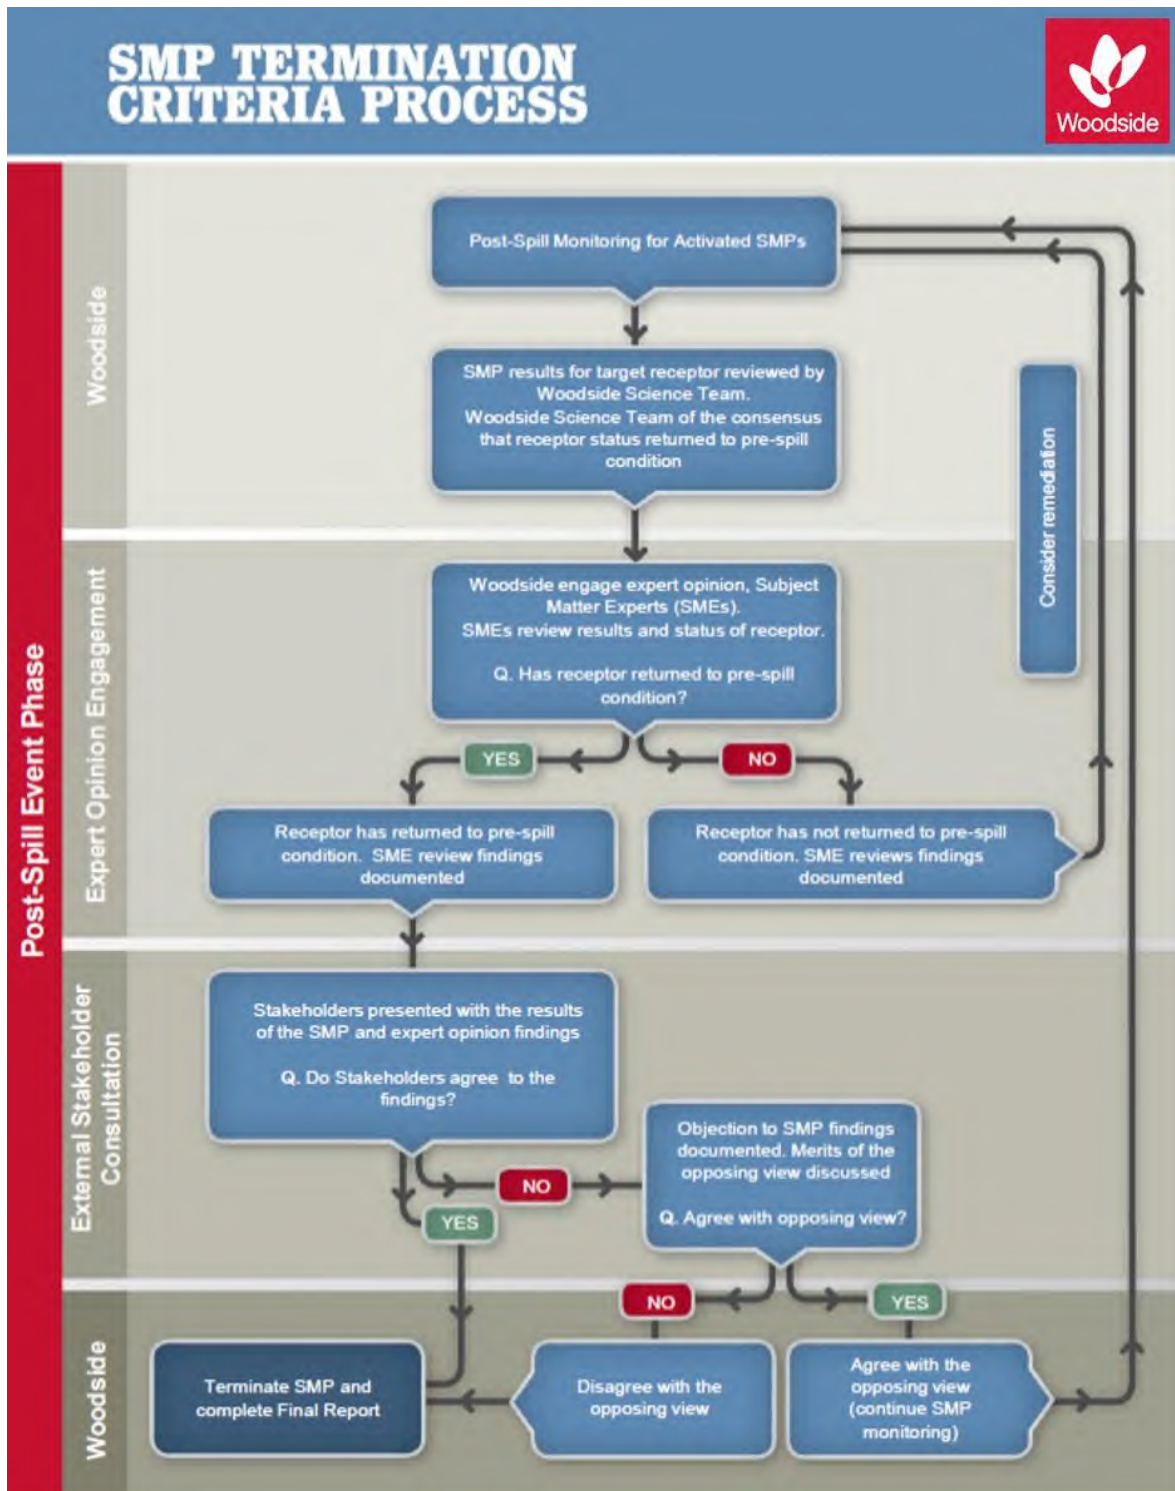 SMP TERMINATION
CRITERIA PROCESS
Woodside
Post-Spill Event Phase
Woodside
Post-Spill Monitoring for Activated SMPs
SMP results for target receptor reviewed by
Woodside Science Team.
Woodside Science Team of the consensus
that receptor status returned to pre-spill
condition
Consider remediation
Expert Opinion Engagement
Woodside engage expert opinion, Subject
Matter Experts (SMEs).
SMEs review results and status of receptor.
Q. Has receptor returned to pre-spill
condition?
YES
NO
Receptor has returned to pre-spill
condition. SME review findings
documented
Receptor has not returned to pre-spill
condition. SME reviews findings
documented
External Stakeholder
Consultation
Stakeholders presented with the results
of the SMP and expert opinion findings
Q. Do Stakeholders agree to the
findings?
NO
YES
Objection to SMP findings
documented. Merits of the
opposing view discussed
Q. Agree with opposing view?
NO
YES
Woodside
Terminate SMP and
complete Final Report
Disagree with the
opposing view
Agree with the
opposing view
(continue SMP
monitoring)